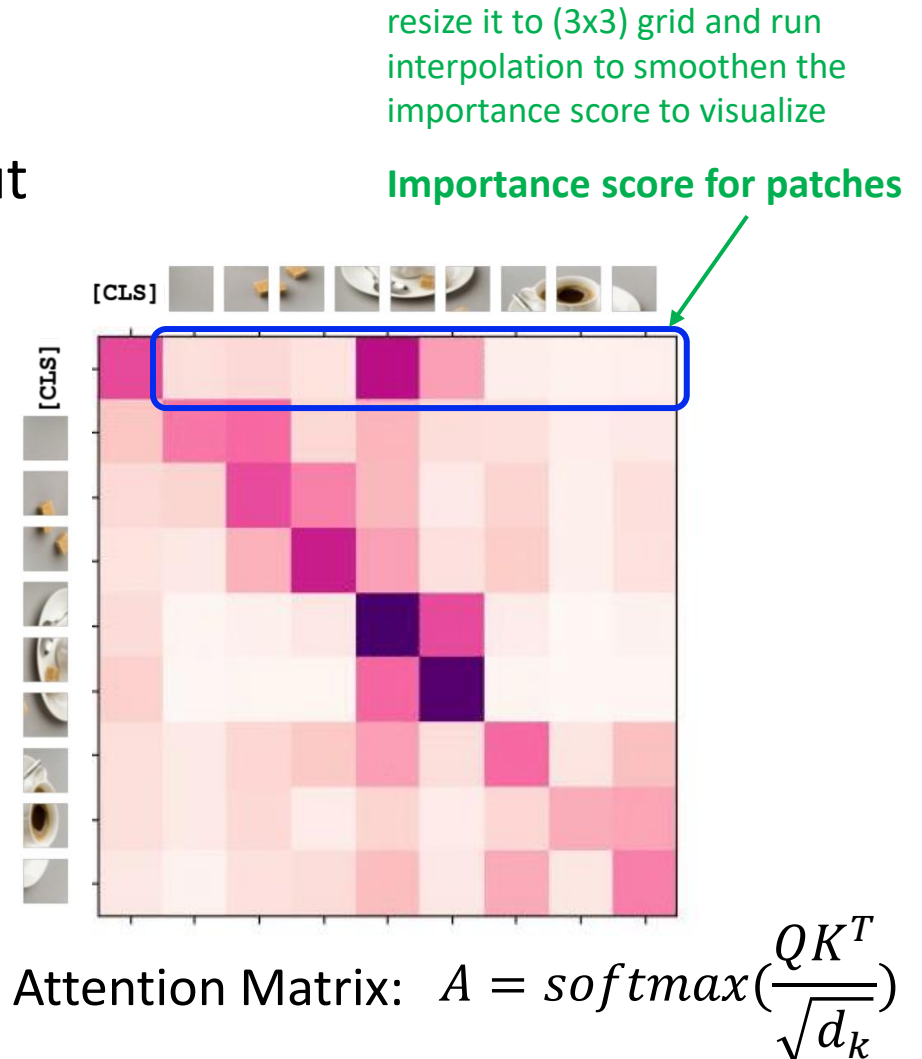 resize it to (3x3) grid and run
interpolation to smoothen the
importance score to visualize
ut
Importance score for patches
[CLS]
[CLS]
Attention Matrix: A = softmax(QK^T/√d_k)